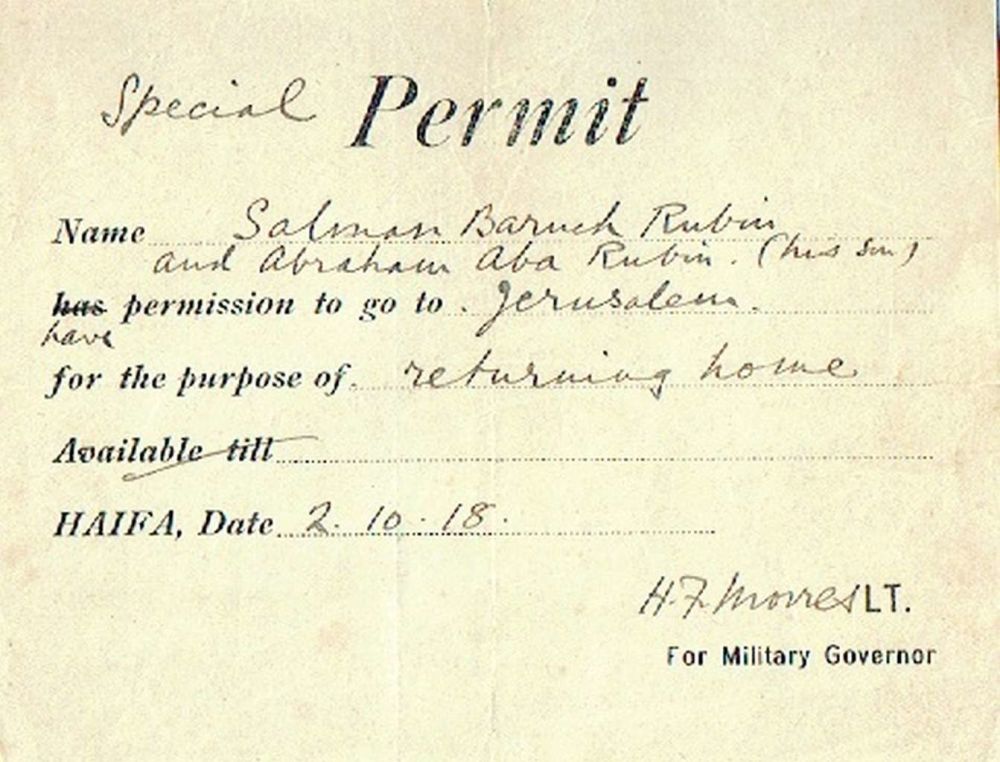 Special Permit
Name Salman Baruch Rubin
and Abraham Aba Rubin. (his son)
has permission to go to Jerusalem.
have
for the purpose of returning home
Available till
HAIFA, Date 2. 10. 18.
H.F. LT.
For Military Governor